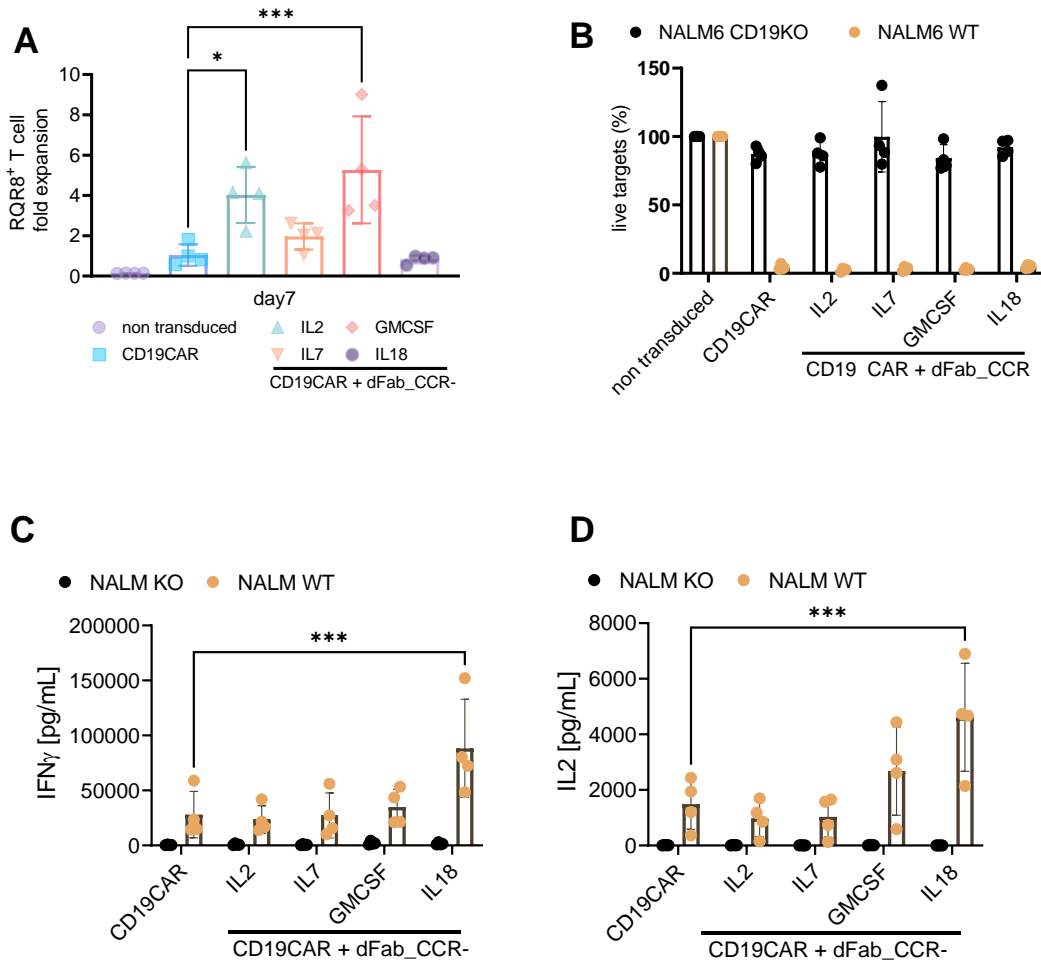 A
***
*
RQR8+ T cell
fold expansion
10
8
6
4
2
0
day7
non transduced
IL2
GMCSF
CD19CAR
IL7
IL18
CD19CAR + dFab_CCR-
B
NALM6 CD19KO
NALM6 WT
live targets (%)
150
100
50
0
non transduced
CD19CAR
IL2
IL7
GMCSF
IL18
CD19 CAR + dFab_CCR
C
NALM KO
NALM WT
IFNγ [pg/mL]
200000
150000
100000
50000
0
***
CD19CAR
IL2
IL7
GMCSF
IL18
CD19CAR + dFab_CCR-
D
NALM KO
NALM WT
IL2 [pg/mL]
8000
6000
4000
2000
0
***
CD19CAR
IL2
IL7
GMCSF
IL18
CD19CAR + dFab_CCR-